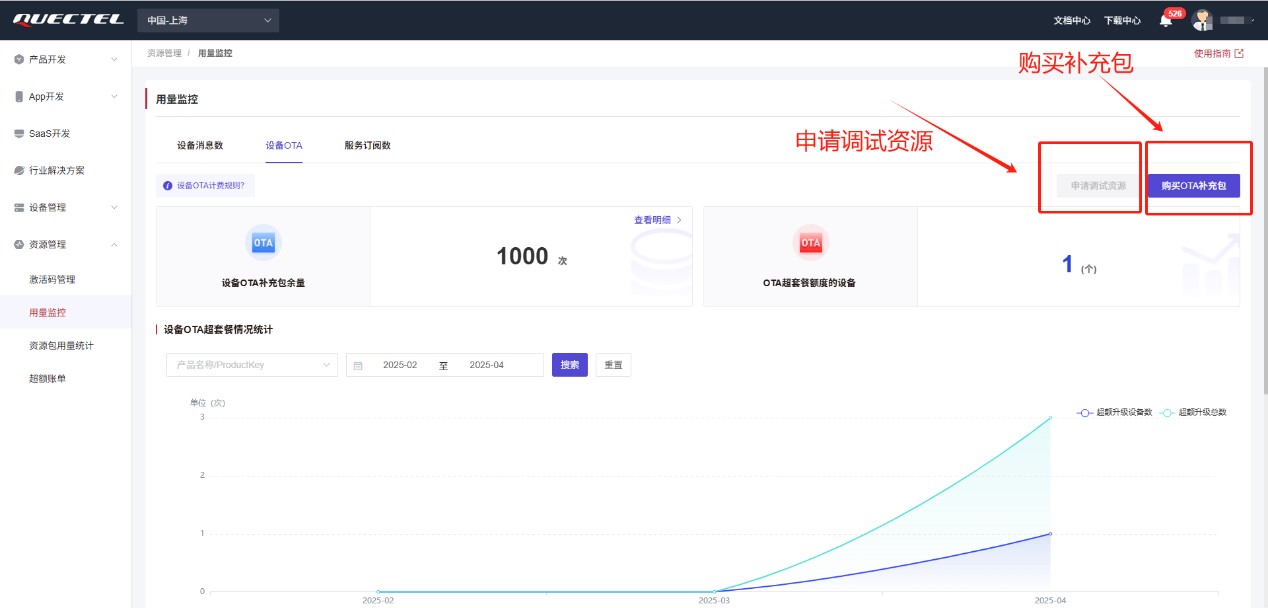 QUECTEL
中国-上海
文档中心
下载中心
526
产品开发
App开发
SaaS开发
行业解决方案
设备管理
资源管理
激活码管理
用量监控
资源包用量统计
超额账单
资源管理 / 用量监控
使用指南
购买补充包
用量监控
申请调试资源
设备消息数
设备OTA
服务订阅数
设备OTA计费规则?
申请调试资源
购买OTA补充包
OTA
设备OTA补充包余量
查看明细 >
1000 次
OTA
OTA超套餐额度的设备
1 (个)
设备OTA超套餐情况统计
产品名称/ProductKey
2025-02 至 2025-04
搜索
重置
单位 (次)
超额升级设备数
超额升级总数
3
2
1
0
2025-02
2025-03
2025-04